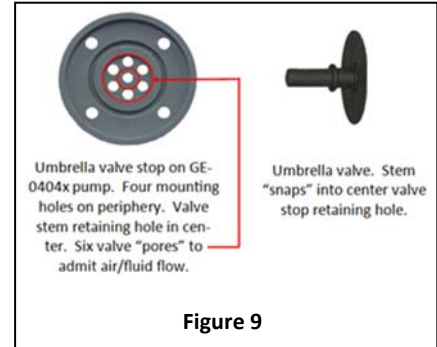 Umbrella valve stop on GE-
0404x pump. Four mounting
holes on periphery. Valve
stem retaining hole in cen-
ter. Six valve "pores" to
admit air/fluid flow.
Umbrella valve. Stem
"snaps" into center valve
stop retaining hole.
Figure 9